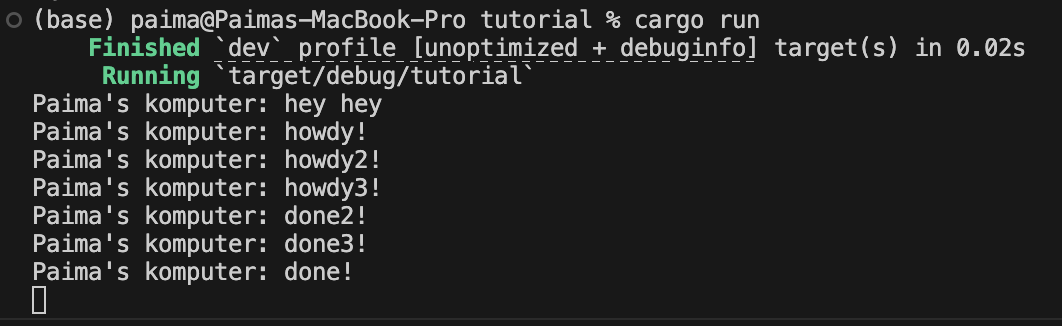 (base) paima@Paimas-MacBook-Pro tutorial % cargo run
Finished `dev` profile [unoptimized + debuginfo] target(s) in 0.02s
Running `target/debug/tutorial`
Paima's komputer: hey hey
Paima's komputer: howdy!
Paima's komputer: howdy2!
Paima's komputer: howdy3!
Paima's komputer: done2!
Paima's komputer: done3!
Paima's komputer: done!